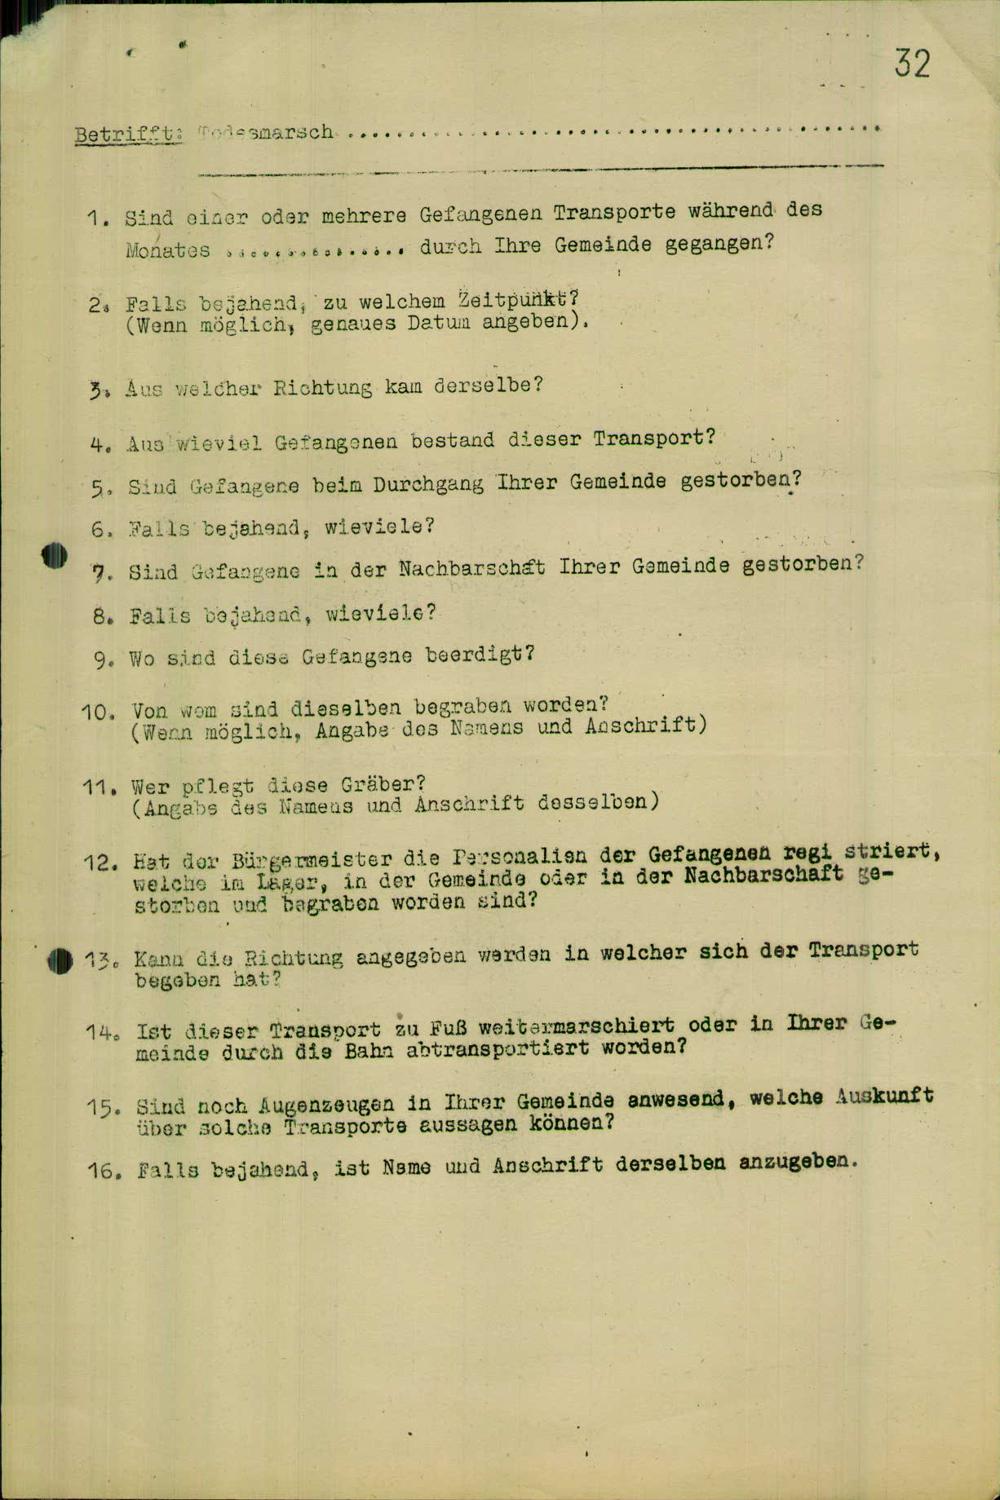 32
Betrifft: Todesmarsch ............................................
1. Sind einer oder mehrere Gefangenen Transporte während des
Monates ............... durch Ihre Gemeinde gegangen?
2. Falls bejahend, zu welchem Zeitpunkt?
(Wenn möglich, genaues Datum angeben).
3. Aus welcher Richtung kam derselbe?
4. Aus wieviel Gefangenen bestand dieser Transport?
5. Sind Gefangene beim Durchgang Ihrer Gemeinde gestorben?
6. Falls bejahend, wieviele?
7. Sind Gefangene in der Nachbarschft Ihrer Gemeinde gestorben?
8. Falls bejahend, wieviele?
9. Wo sind diese Gefangene beerdigt?
10. Von wem sind dieselben begraben worden?
(Wenn möglich, Angabe des Namens und Anschrift)
11. Wer pflegt diese Gräber?
(Angabe des Namens und Anschrift desselben)
12. Hat der Bürgermeister die Personalien der Gefangenen regi striert,
welche im Lager, in der Gemeinde oder in der Nachbarschaft ge-
storben und begraben worden sind?
13. Kann die Richtung angegeben werden in welcher sich der Transport
begeben hat?
14. Ist dieser Transport zu Fuß weitermarschiert oder in Ihrer Ge-
meinde durch die Bahn abtransportiert worden?
15. Sind noch Augenzeugen in Ihrer Gemeinde anwesend, welche Auskunft
über solche Transporte aussagen können?
16. Falls bejahend, ist Name und Anschrift derselben anzugeben.